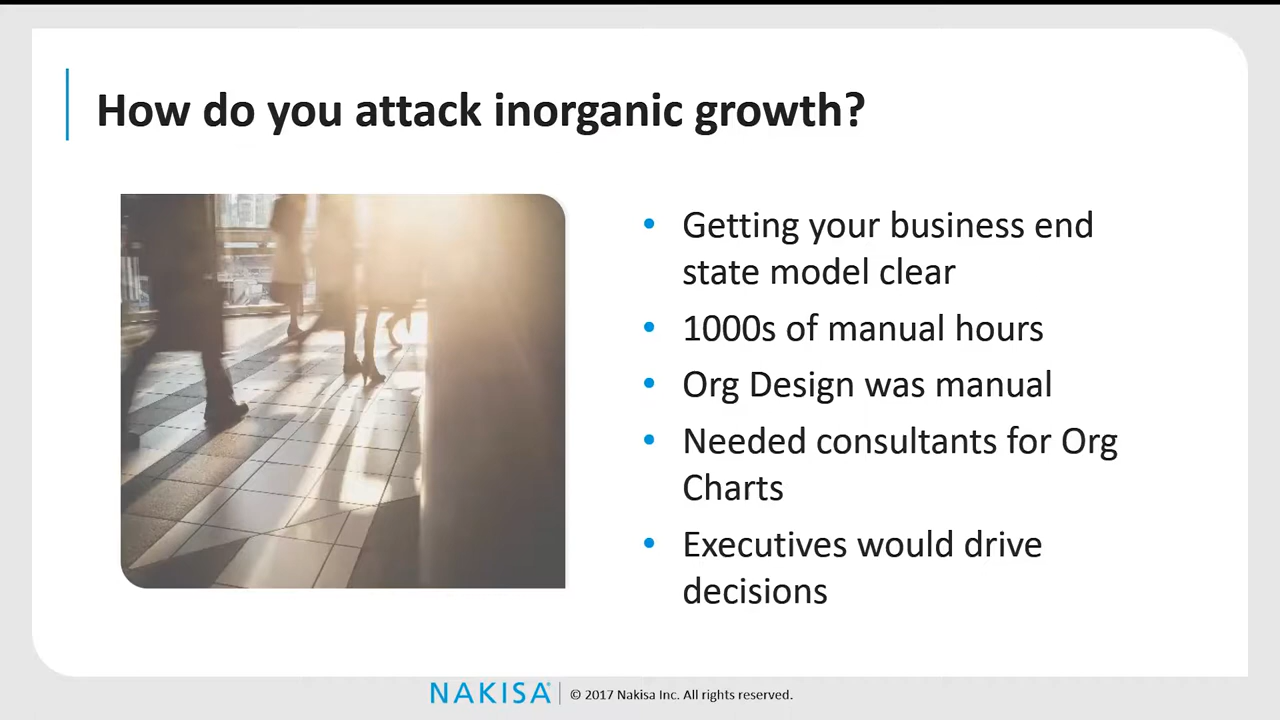 How do you attack inorganic growth?
• Getting your business end
state model clear
• 1000s of manual hours
• Org Design was manual
• Needed consultants for Org
Charts
• Executives would drive
decisions
NAKISA® | © 2017 Nakisa Inc. All rights reserved.